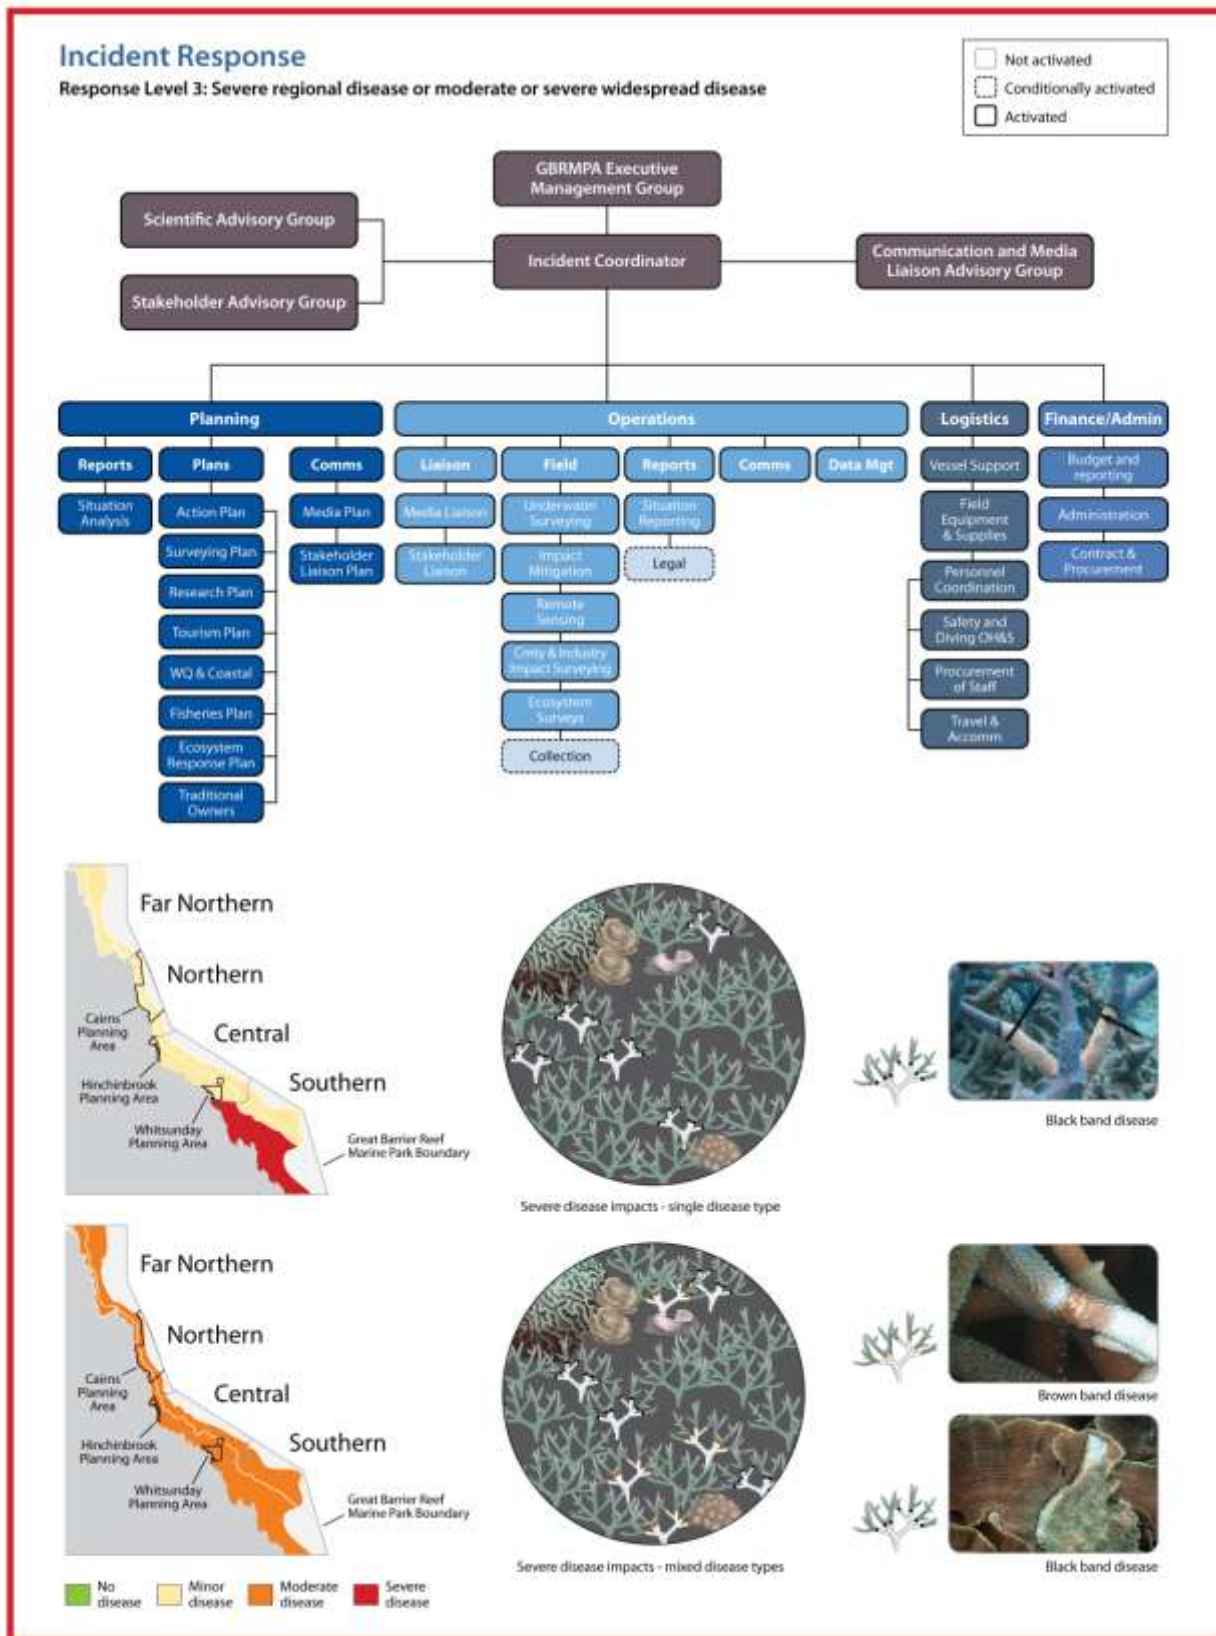 Incident Response
Response Level 3: Severe regional disease or moderate or severe widespread disease
Not activated
Conditionally activated
Activated
GBRMPA Executive
Management Group
Scientific Advisory Group
Incident Coordinator
Communication and Media
Liaison Advisory Group
Stakeholder Advisory Group
Planning
Operations
Logistics
Finance/Admin
Reports
Plans
Comms
Liaison
Field
Reports
Comms
Data Mgt
Vessel Support
Budget and
reporting
Situation
Analysis
Action Plan
Media Plan
Media Liaison
Underwater
Surveying
Situation
Reporting
Field
Equipment
& Supplies
Administration
Surveying Plan
Stakeholder
Liaison Plan
Stakeholder
Liaison
Impact
Mitigation
Legal
Personnel
Coordination
Contract &
Procurement
Research Plan
Remote
Sensing
Tourism Plan
Safety and
Diving OH&S
WQ & Coastal
Cmty & Industry
Impact Surveying
Procurement
of Staff
Fisheries Plan
Ecosystem
Surveys
Travel &
Accomm.
Ecosystem
Response Plan
Collection
Traditional
Owners
Far Northern
Northern
Cairns
Planning
Area
Central
Hinchinbrook
Planning Area
Southern
Whitsunday
Planning Area
Great Barrier Reef
Marine Park Boundary
Severe disease impacts - single disease type
Black band disease
Far Northern
Northern
Cairns
Planning
Area
Central
Hinchinbrook
Planning Area
Southern
Whitsunday
Planning Area
Great Barrier Reef
Marine Park Boundary
Severe disease impacts - mixed disease types
Brown band disease
Black band disease
No
disease
Minor
disease
Moderate
disease
Severe
disease